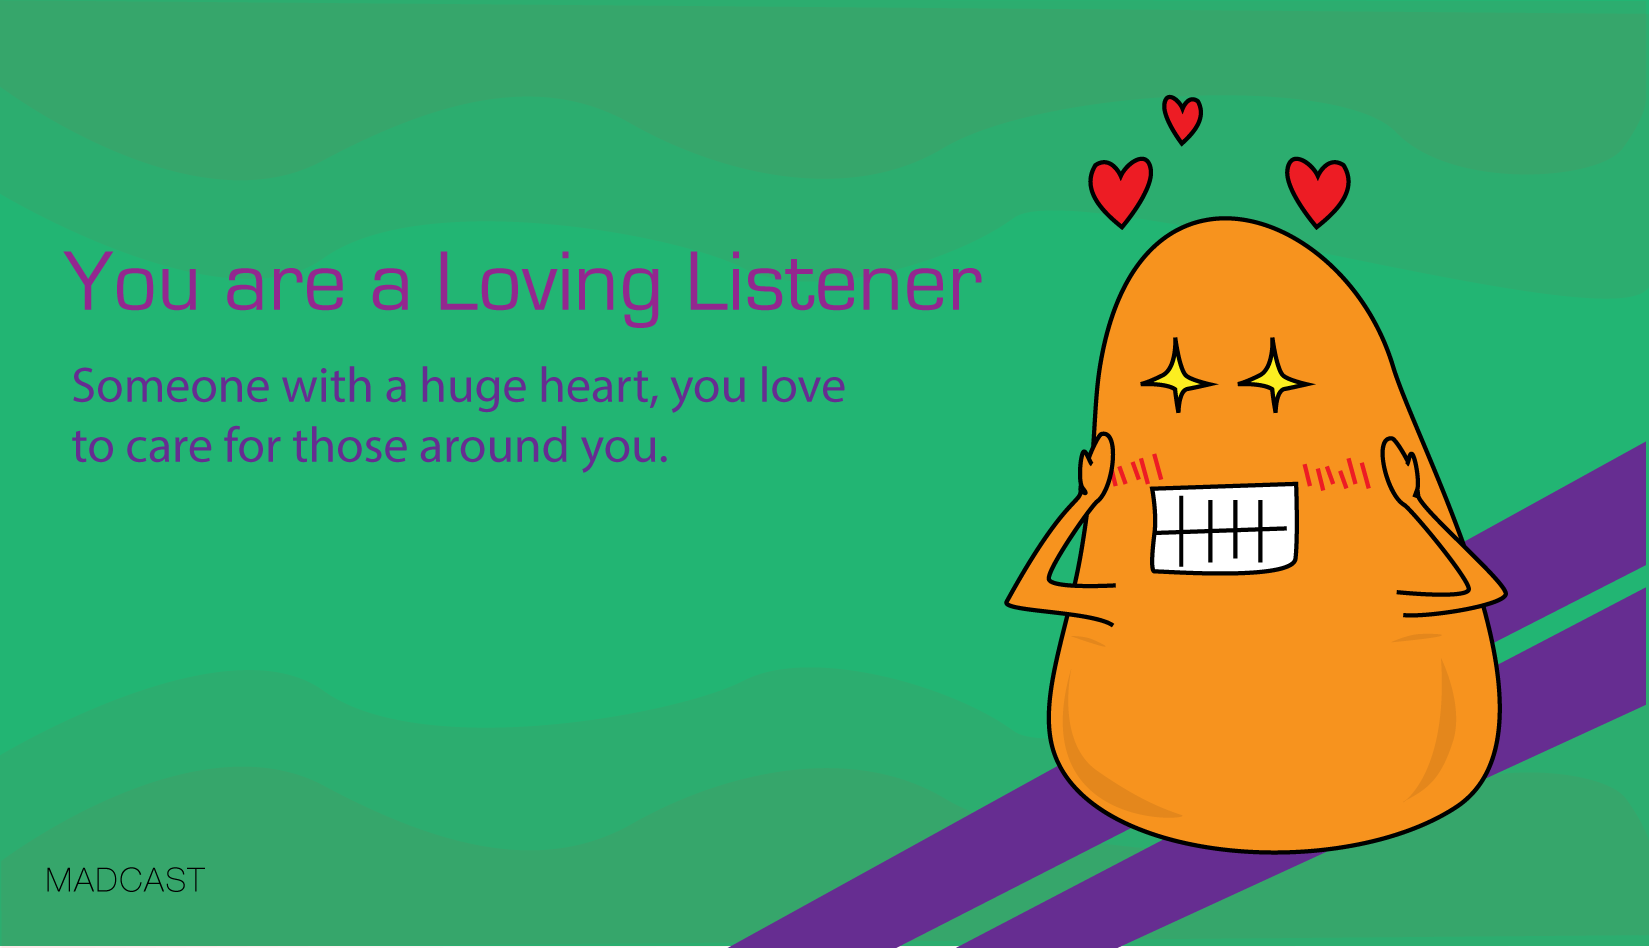 You are a Loving Listener
Someone with a huge heart, you love
to care for those around you.
MADCAST